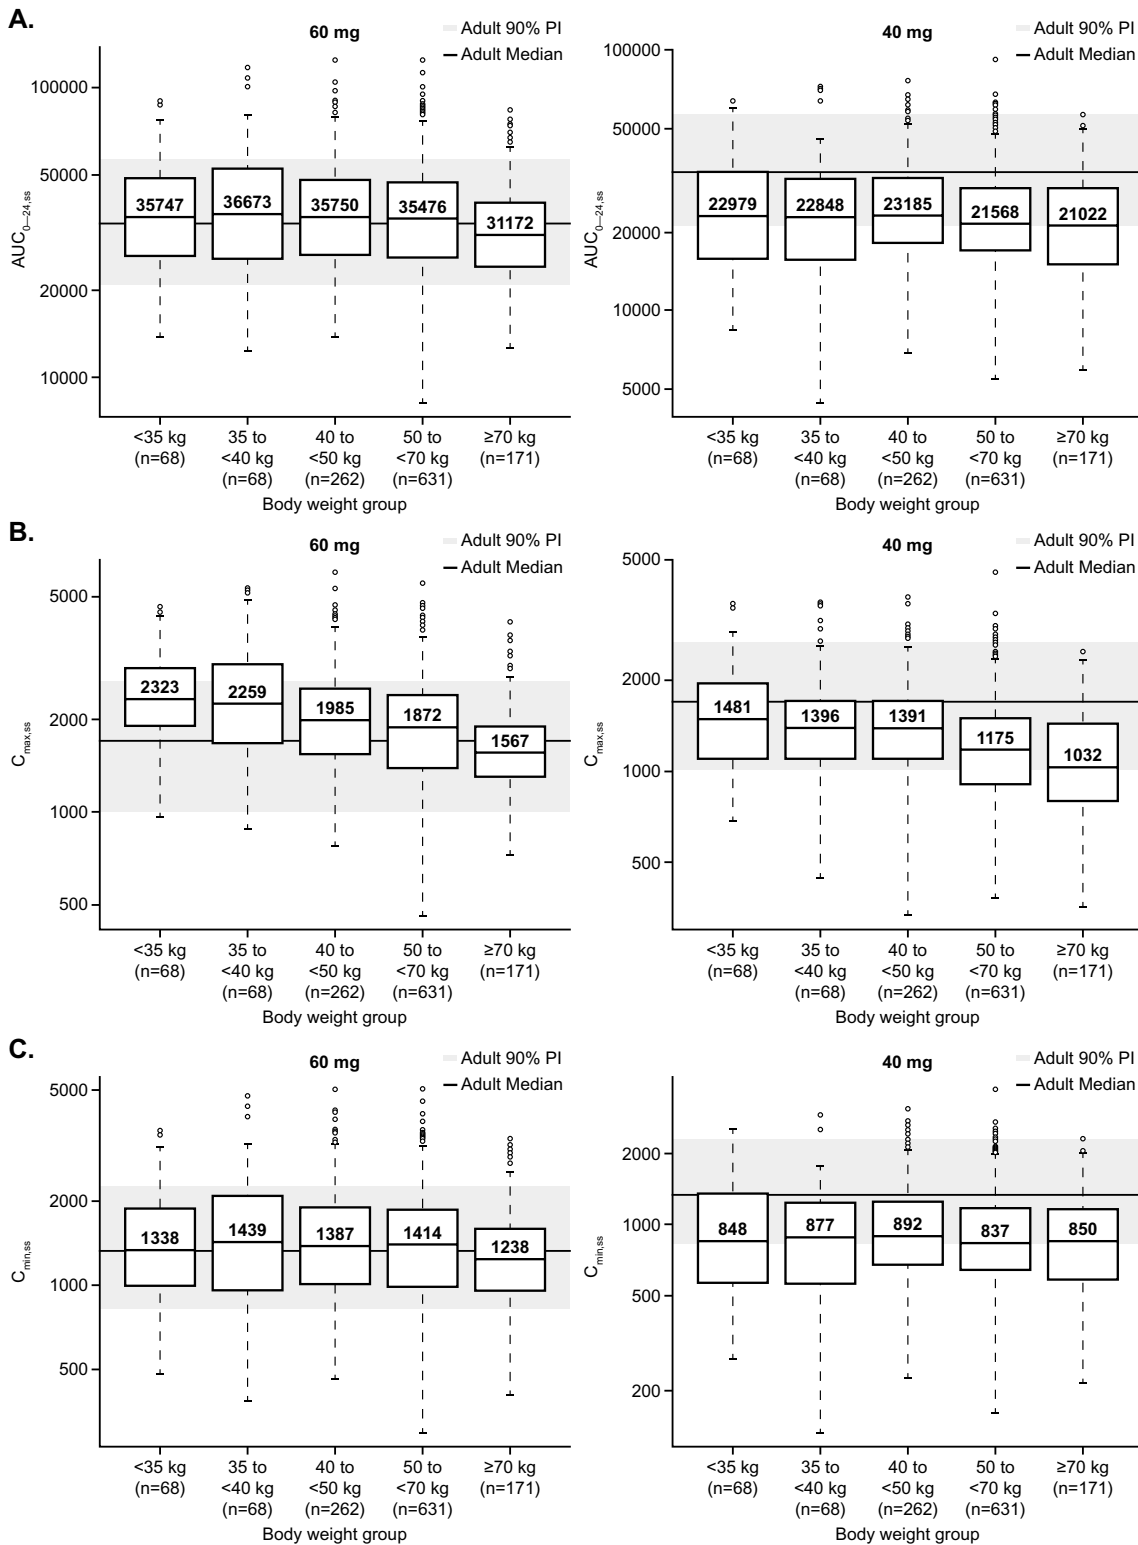 A.
60 mg
Adult 90% PI
Adult Median
100000
50000
20000
10000
AUC0–24,ss
35747
36673
35750
35476
31172
<35 kg
(n=68)
35 to
<40 kg
(n=68)
40 to
<50 kg
(n=262)
50 to
<70 kg
(n=631)
≥70 kg
(n=171)
Body weight group
40 mg
Adult 90% PI
Adult Median
100000
50000
20000
10000
5000
AUC0–24,ss
22979
22848
23185
21568
21022
<35 kg
(n=68)
35 to
<40 kg
(n=68)
40 to
<50 kg
(n=262)
50 to
<70 kg
(n=631)
≥70 kg
(n=171)
Body weight group
B.
60 mg
Adult 90% PI
Adult Median
5000
2000
1000
500
Cmax,ss
2323
2259
1985
1872
1567
<35 kg
(n=68)
35 to
<40 kg
(n=68)
40 to
<50 kg
(n=262)
50 to
<70 kg
(n=631)
≥70 kg
(n=171)
Body weight group
40 mg
Adult 90% PI
Adult Median
5000
2000
1000
500
Cmax,ss
1481
1396
1391
1175
1032
<35 kg
(n=68)
35 to
<40 kg
(n=68)
40 to
<50 kg
(n=262)
50 to
<70 kg
(n=631)
≥70 kg
(n=171)
Body weight group
C.
60 mg
Adult 90% PI
Adult Median
5000
2000
1000
500
Cmin,ss
1338
1439
1387
1414
1238
<35 kg
(n=68)
35 to
<40 kg
(n=68)
40 to
<50 kg
(n=262)
50 to
<70 kg
(n=631)
≥70 kg
(n=171)
Body weight group
40 mg
Adult 90% PI
Adult Median
2000
1000
500
200
Cmin,ss
848
877
892
837
850
<35 kg
(n=68)
35 to
<40 kg
(n=68)
40 to
<50 kg
(n=262)
50 to
<70 kg
(n=631)
≥70 kg
(n=171)
Body weight group